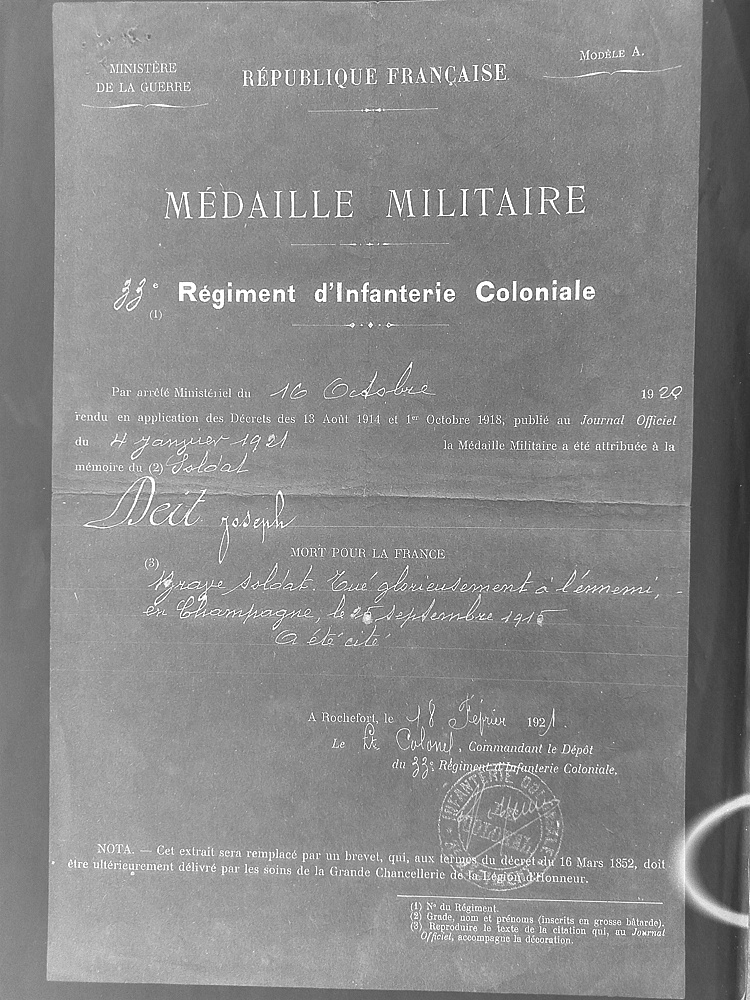 MINISTÈRE
DE LA GUERRE
RÉPUBLIQUE FRANÇAISE
MODÈLE A.
MÉDAILLE MILITAIRE
33e Régiment d'Infanterie Coloniale
(1)
Par arrêté Ministériel du 16 Octobre 1920
rendu en application des Décrets des 13 Août 1914 et 1er Octobre 1918, publié au Journal Officiel
du 4 janvier 1921 la Médaille Militaire a été attribuée à la
mémoire du (2) Soldat
Deit Joseph
MORT POUR LA FRANCE
(3) Brave soldat. Tué glorieusement à l'ennemi,
en Champagne, le 25 septembre 1915
A été cité
A Rochefort, le 18 Février 1921.
Le Lt Colonel, Commandant le Dépôt
du 33e Régiment d'Infanterie Coloniale,
INFANTERIE COLONIALE
COLONEL
NOTA. — Cet extrait sera remplacé par un brevet, qui, aux termes du décret du 16 Mars 1852, doit
être ultérieurement délivré par les soins de la Grande Chancellerie de la Légion d'Honneur.
(1) No du Régiment.
(2) Grade, nom et prénoms (inscrits en grosse bâtarde).
(3) Reproduire le texte de la citation qui, au Journal
Officiel, accompagne la décoration.